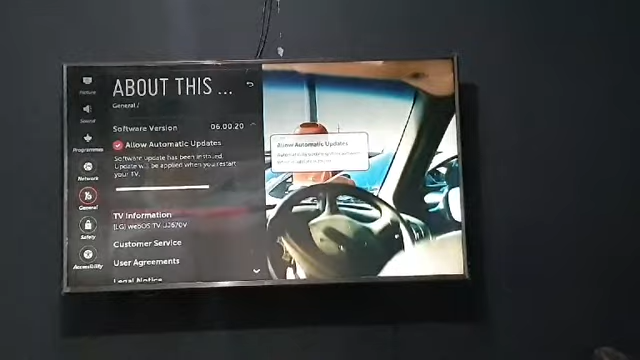 ABOUT THIS ...
General /
Picture
Sound
Programmes
Network
General
Safety
Accessibility
Software Version 06.00.20
Allow Automatic Updates
Software update has been installed.
Update will be applied when you restart
your TV.
TV Information
Customer Service
User Agreements
Legal Notice
Allow Automatic Updates